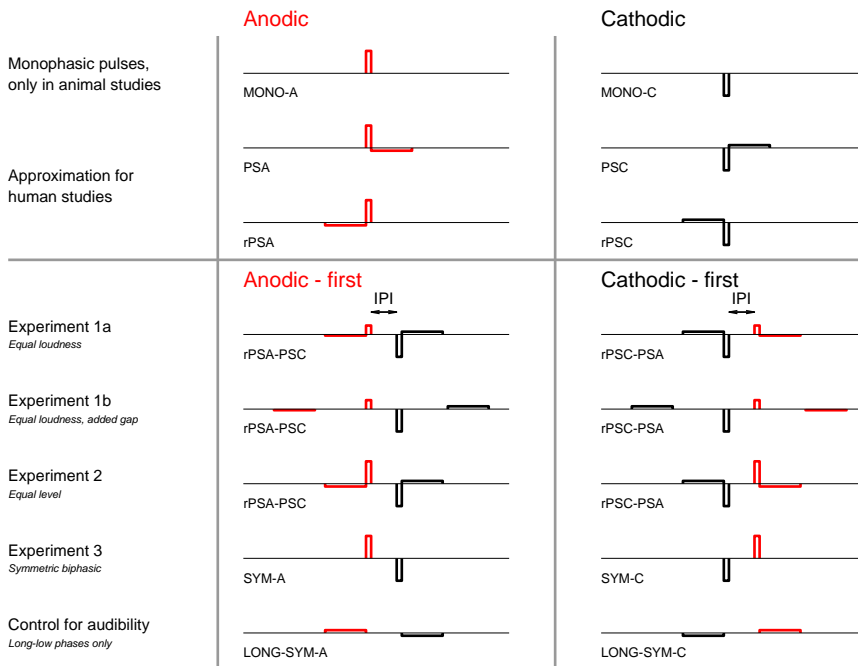 Anodic
Cathodic
Monophasic pulses,
only in animal studies
MONO-A
MONO-C
Approximation for
human studies
PSA
PSC
rPSA
rPSC
Anodic - first
Cathodic - first
IPI
IPI
Experiment 1a
Equal loudness
rPSA-PSC
rPSC-PSA
Experiment 1b
Equal loudness, added gap
rPSA-PSC
rPSC-PSA
Experiment 2
Equal level
rPSA-PSC
rPSC-PSA
Experiment 3
Symmetric biphasic
SYM-A
SYM-C
Control for audibility
Long-low phases only
LONG-SYM-A
LONG-SYM-C